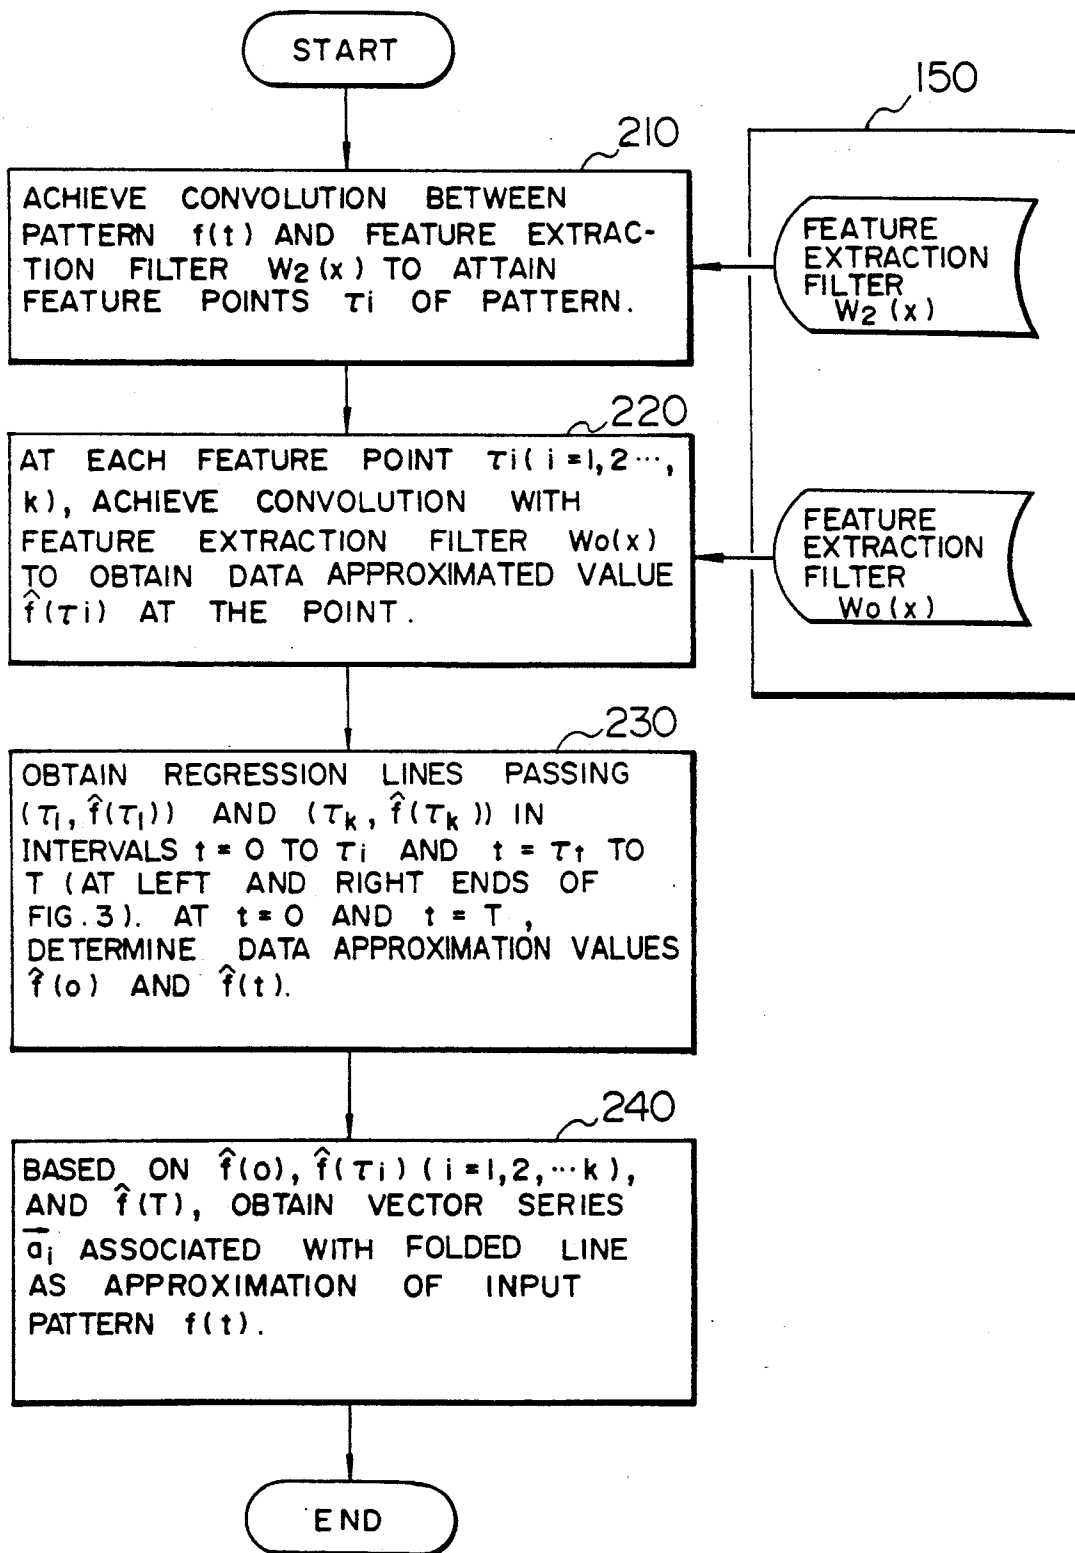 START
150
210
ACHIEVE CONVOLUTION BETWEEN
PATTERN f(t) AND FEATURE EXTRAC-
TION FILTER W2(x) TO ATTAIN
FEATURE POINTS τi OF PATTERN.
FEATURE
EXTRACTION
FILTER
W2(x)
220
AT EACH FEATURE POINT τi(i=1,2···,
k), ACHIEVE CONVOLUTION WITH
FEATURE EXTRACTION FILTER Wo(x)
TO OBTAIN DATA APPROXIMATED VALUE
f̂(τi) AT THE POINT.
FEATURE
EXTRACTION
FILTER
Wo(x)
230
OBTAIN REGRESSION LINES PASSING
(τ1, f̂(τ1)) AND (τk, f̂(τk)) IN
INTERVALS t=0 TO τi AND t=τt TO
T (AT LEFT AND RIGHT ENDS OF
FIG.3). AT t=0 AND t=T,
DETERMINE DATA APPROXIMATION VALUES
f̂(o) AND f̂(t).
240
BASED ON f̂(o), f̂(τi) (i=1,2,···k),
AND f̂(T), OBTAIN VECTOR SERIES
a⃗i ASSOCIATED WITH FOLDED LINE
AS APPROXIMATION OF INPUT
PATTERN f(t).
END